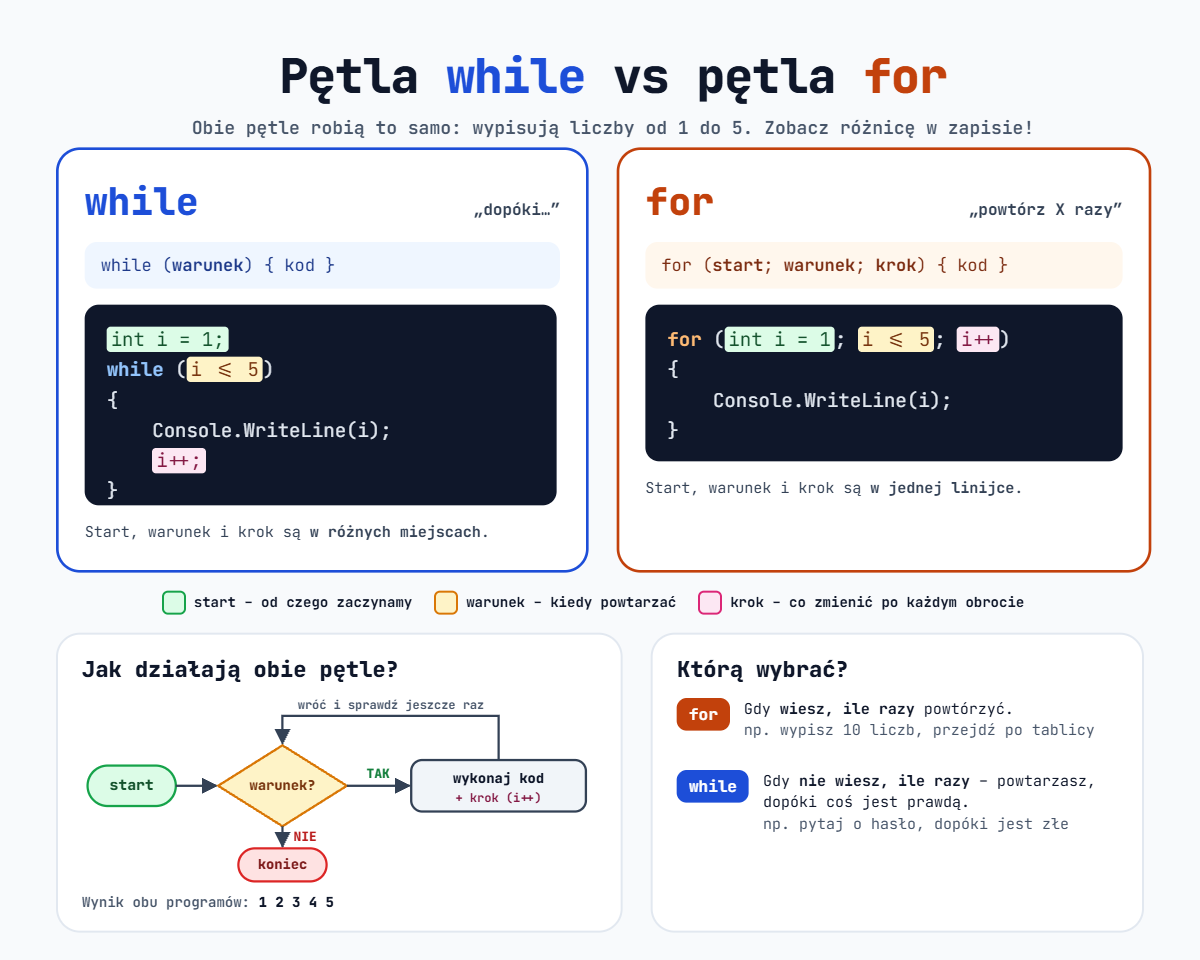 Pętla while vs pętla for
Obie pętle robią to samo: wypisują liczby od 1 do 5. Zobacz różnicę w zapisie!
while
„dopóki…”
while (warunek) { kod }
int i = 1;
while (i <= 5)
{
Console.WriteLine(i);
i++;
}
Start, warunek i krok są w różnych miejscach.
for
„powtórz X razy”
for (start; warunek; krok) { kod }
for (int i = 1; i <= 5; i++)
{
Console.WriteLine(i);
}
Start, warunek i krok są w jednej linijce.
start – od czego zaczynamy
warunek – kiedy powtarzać
krok – co zmienić po każdym obrocie
Jak działają obie pętle?
wróć i sprawdź jeszcze raz
start
warunek?
TAK
wykonaj kod
+ krok (i++)
NIE
koniec
Wynik obu programów: 1 2 3 4 5
Którą wybrać?
for
Gdy wiesz, ile razy powtórzyć.
np. wypisz 10 liczb, przejdź po tablicy
while
Gdy nie wiesz, ile razy – powtarzasz,
dopóki coś jest prawdą.
np. pytaj o hasło, dopóki jest złe